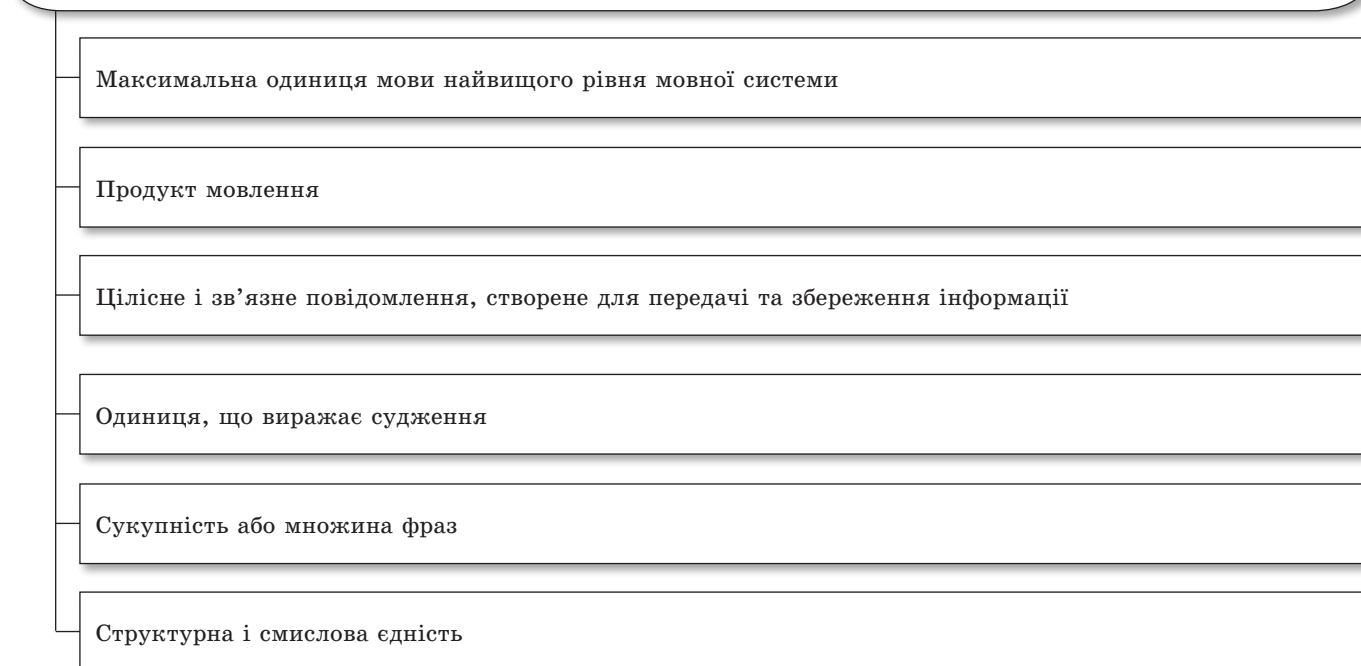 Максимальна одиниця мови найвищого рівня мовної системи
Продукт мовлення
Цілісне і зв’язне повідомлення, створене для передачі та збереження інформації
Одиниця, що виражає судження
Сукупність або множина фраз
Структурна і смислова єдність